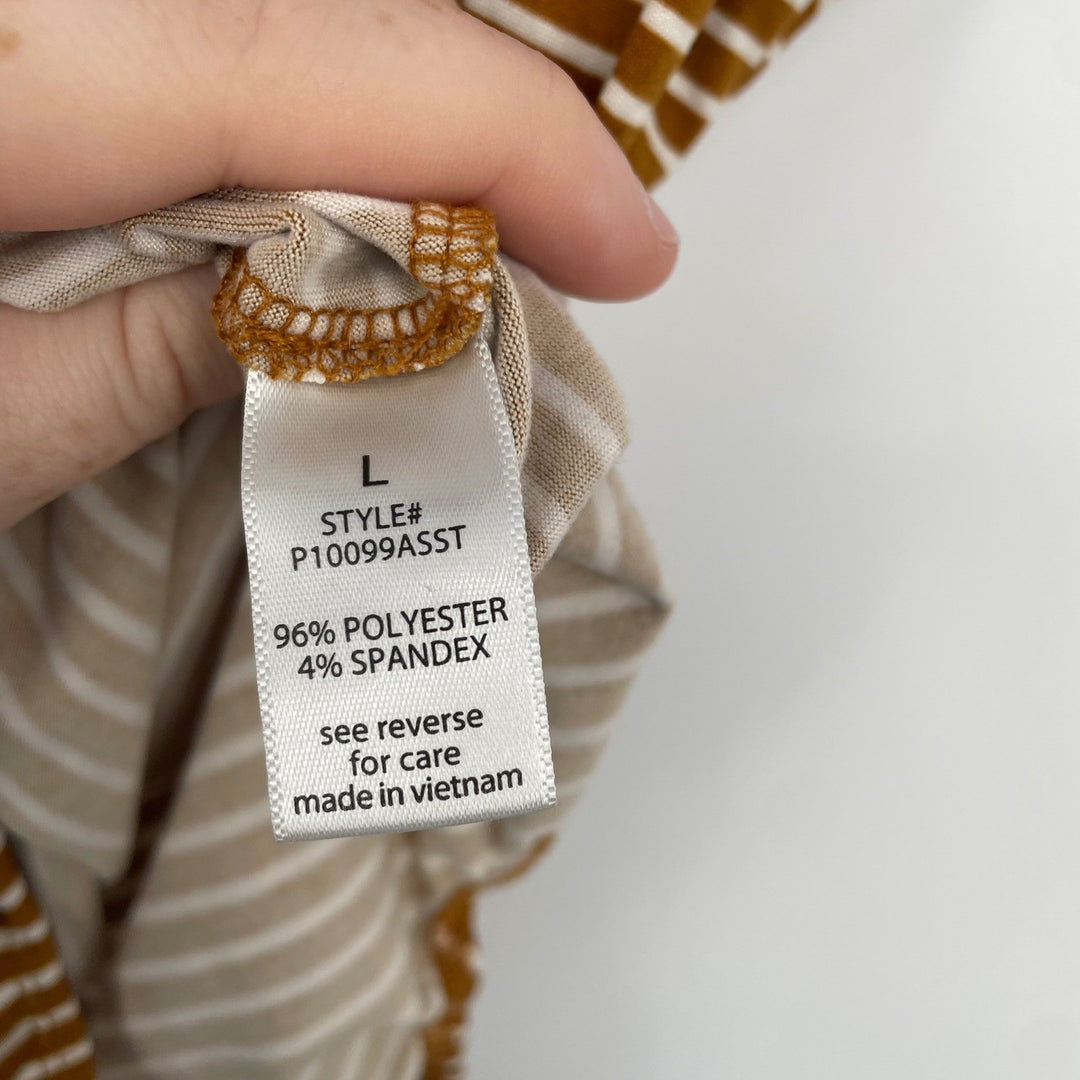 L
STYLE#
P10099ASST
96% POLYESTER
4% SPANDEX
see reverse
for care
made in vietnam